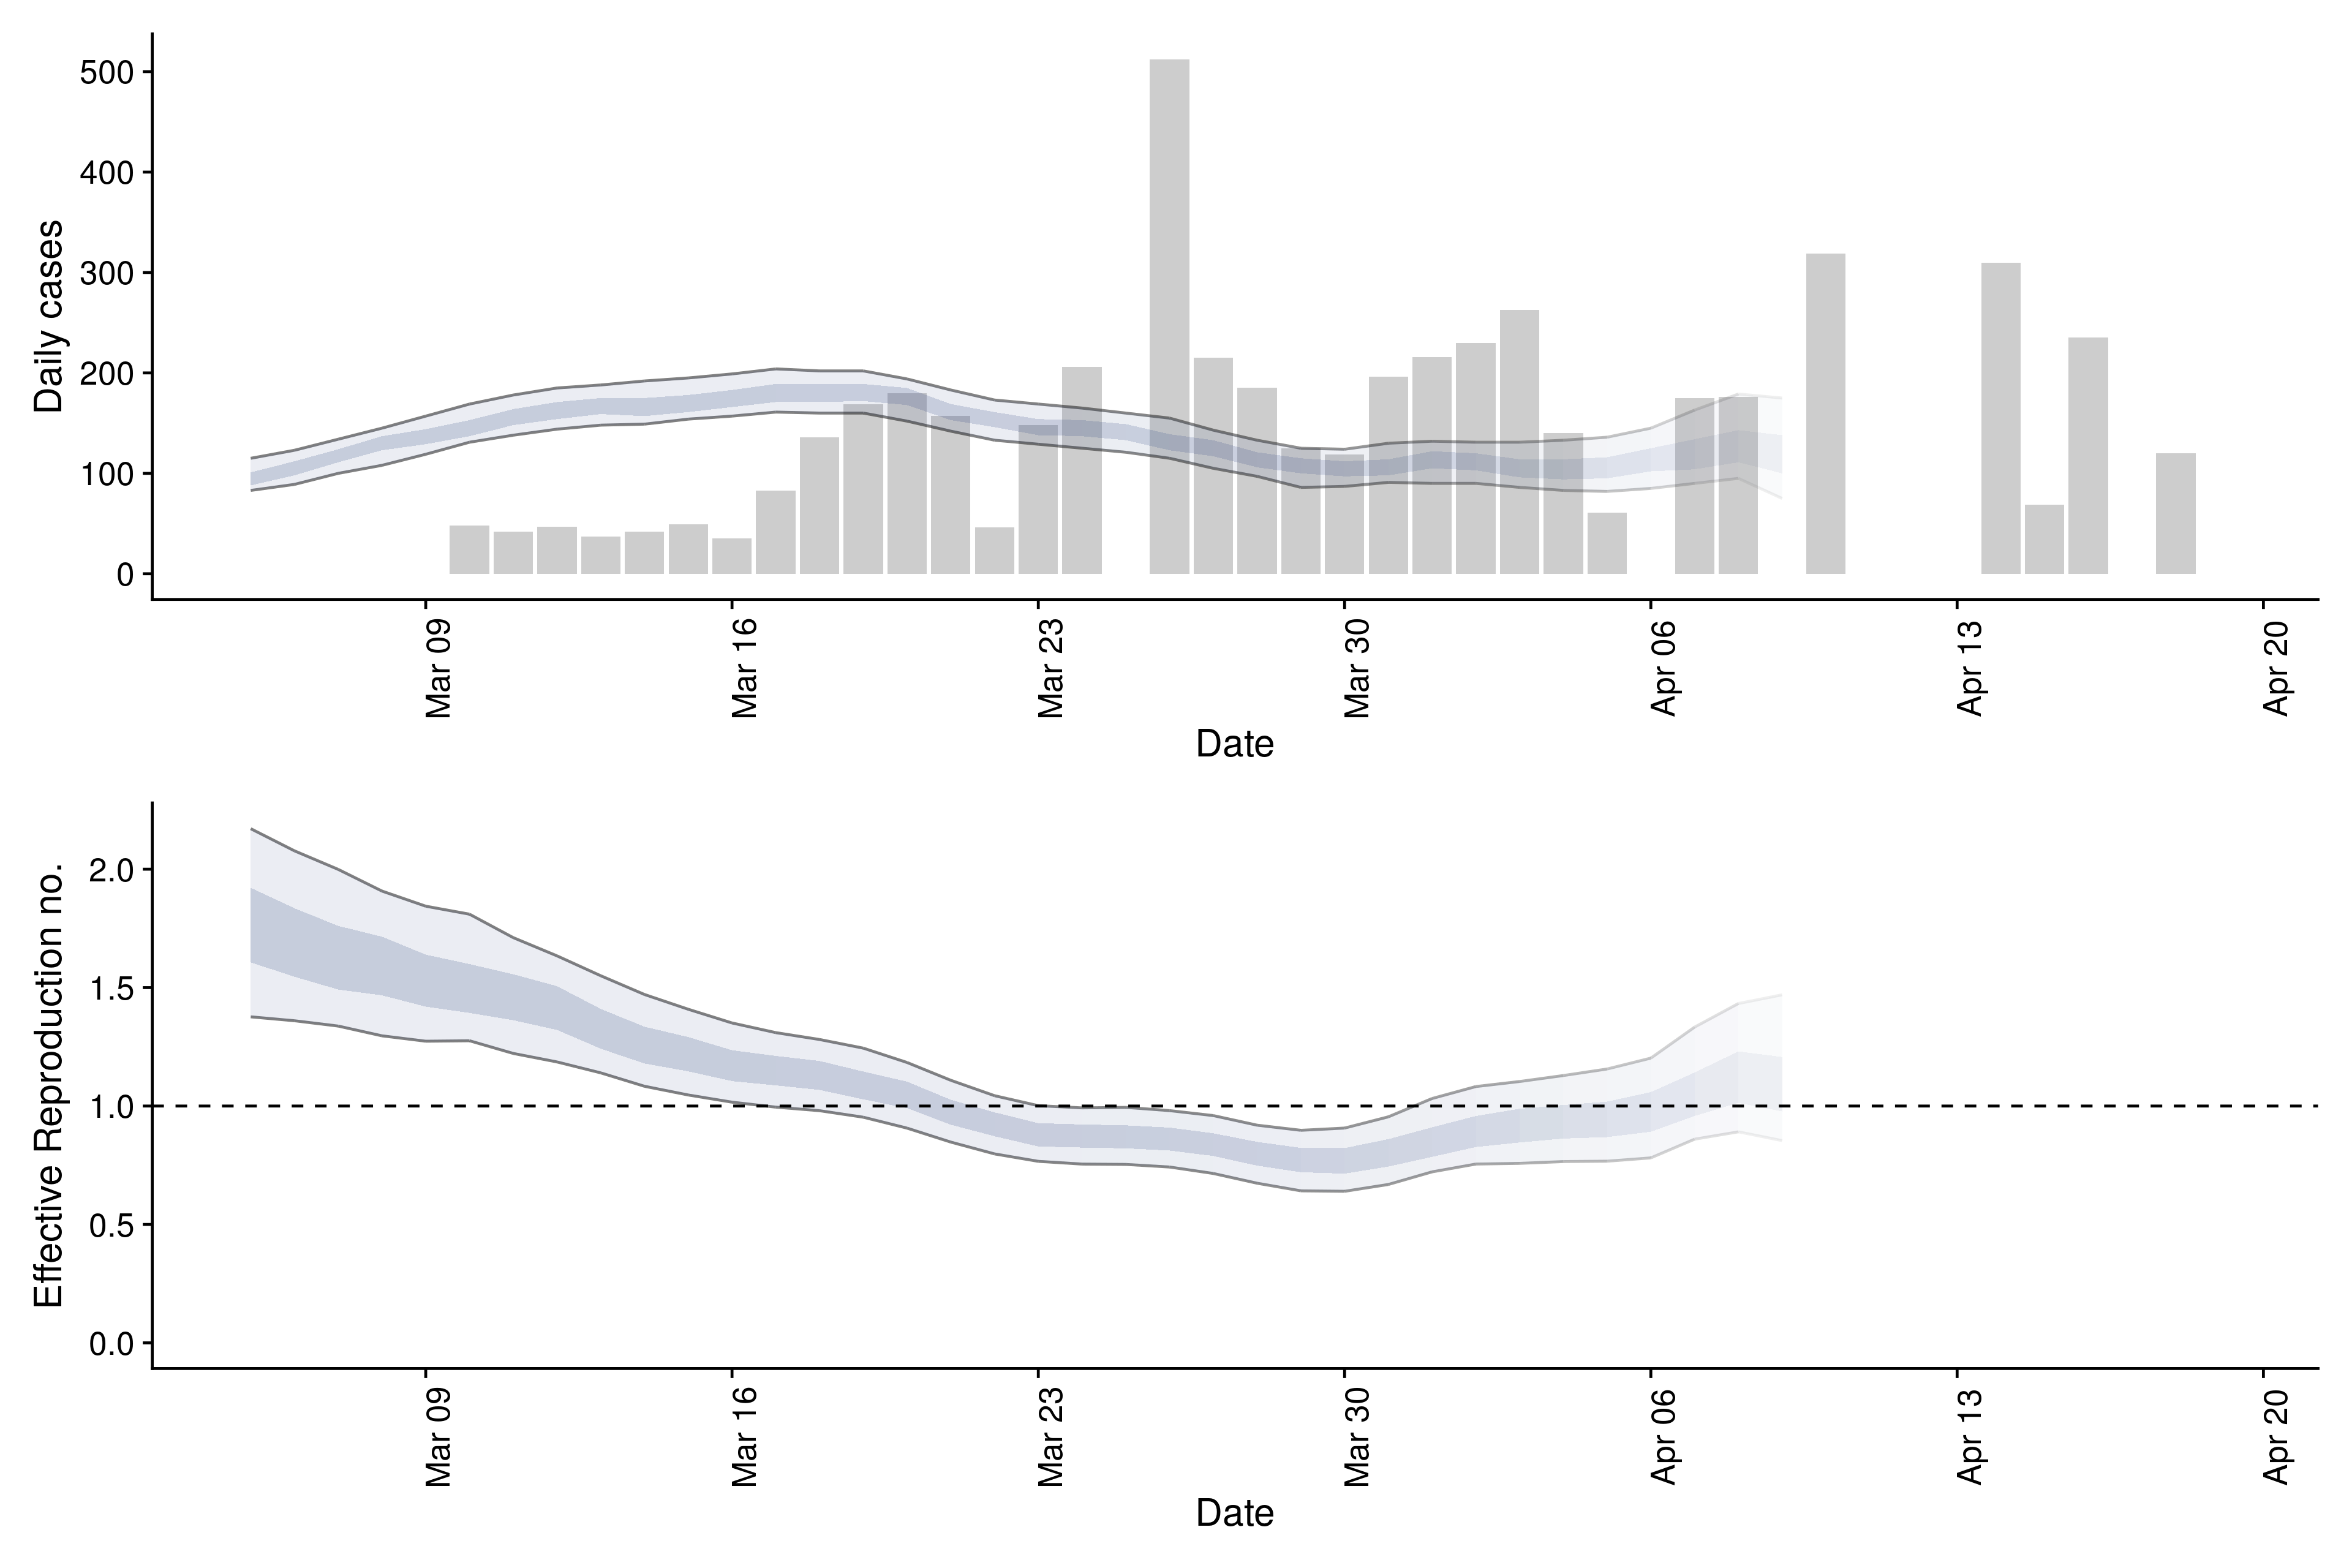 500
400
300
200
100
0
Daily cases
Mar 09
Mar 16
Mar 23
Mar 30
Apr 06
Apr 13
Apr 20
Date
2.0
1.5
1.0
0.5
0.0
Effective Reproduction no.
Mar 09
Mar 16
Mar 23
Mar 30
Apr 06
Apr 13
Apr 20
Date